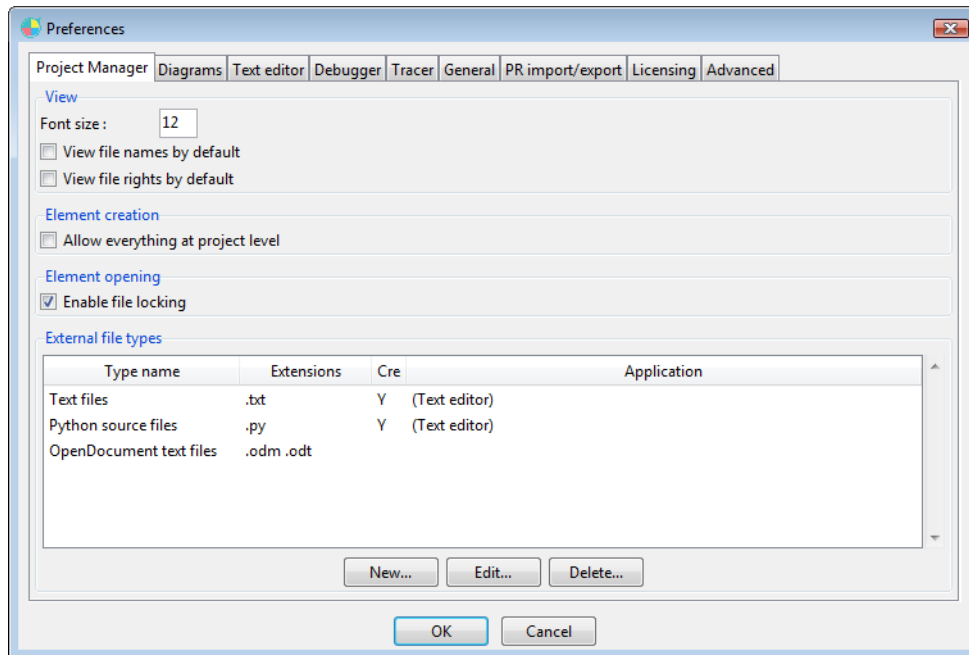 Preferences
Project Manager Diagrams Text editor Debugger Tracer General PR import/export Licensing Advanced
View
Font size : 12
View file names by default
View file rights by default
Element creation
Allow everything at project level
Element opening
Enable file locking
External file types
Type name Extensions Cre Application
Text files .txt Y (Text editor)
Python source files .py Y (Text editor)
OpenDocument text files .odm .odt
New... Edit... Delete...
OK Cancel